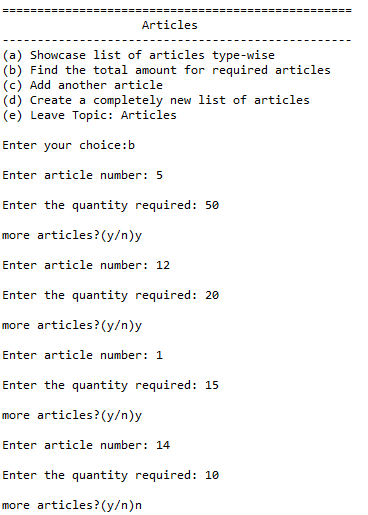 ==================================================
Articles
--------------------------------------------------
(a) Showcase list of articles type-wise
(b) Find the total amount for required articles
(c) Add another article
(d) Create a completely new list of articles
(e) Leave Topic: Articles
Enter your choice:b
Enter article number: 5
Enter the quantity required: 50
more articles?(y/n)y
Enter article number: 12
Enter the quantity required: 20
more articles?(y/n)y
Enter article number: 1
Enter the quantity required: 15
more articles?(y/n)y
Enter article number: 14
Enter the quantity required: 10
more articles?(y/n)n